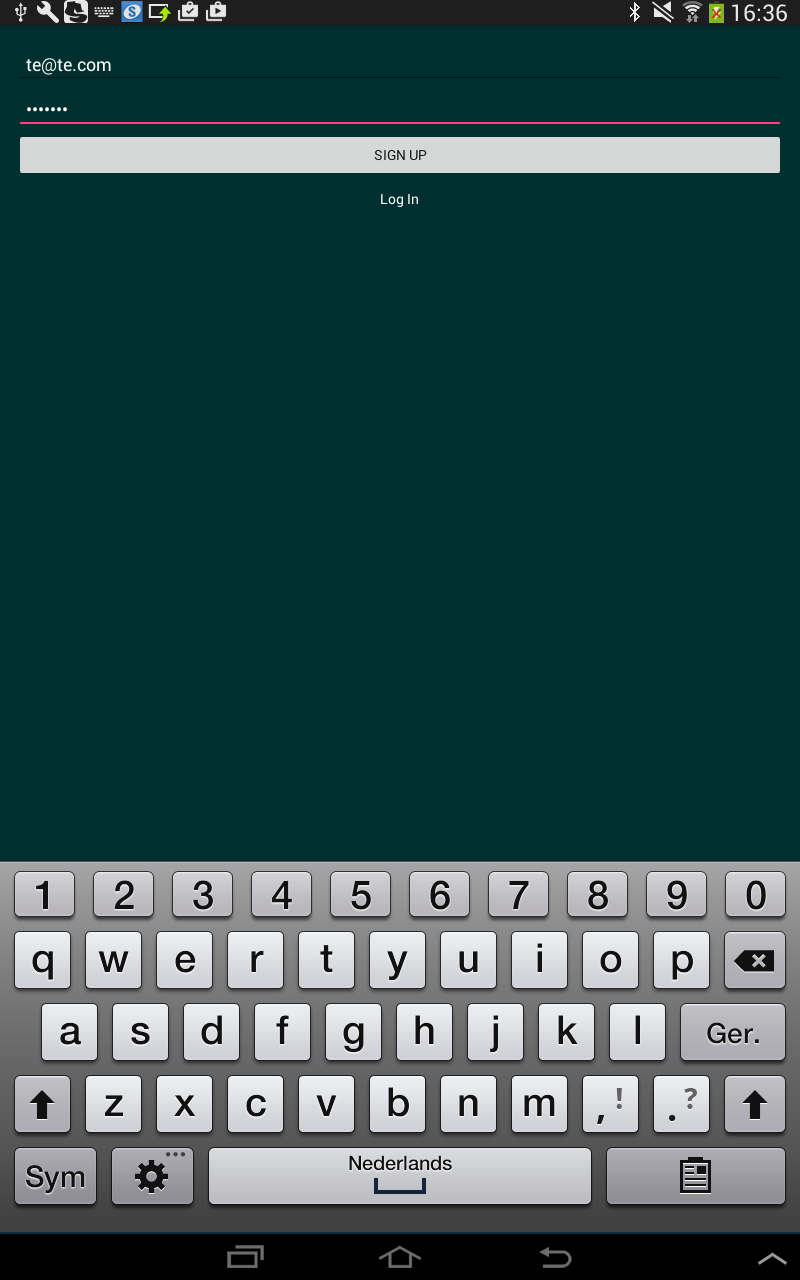 16:36
te@te.com
•••••••
SIGN UP
Log In
1 2 3 4 5 6 7 8 9 0
q w e r t y u i o p
a s d f g h j k l Ger.
z x c v b n m , ! . ?
Sym ... Nederlands